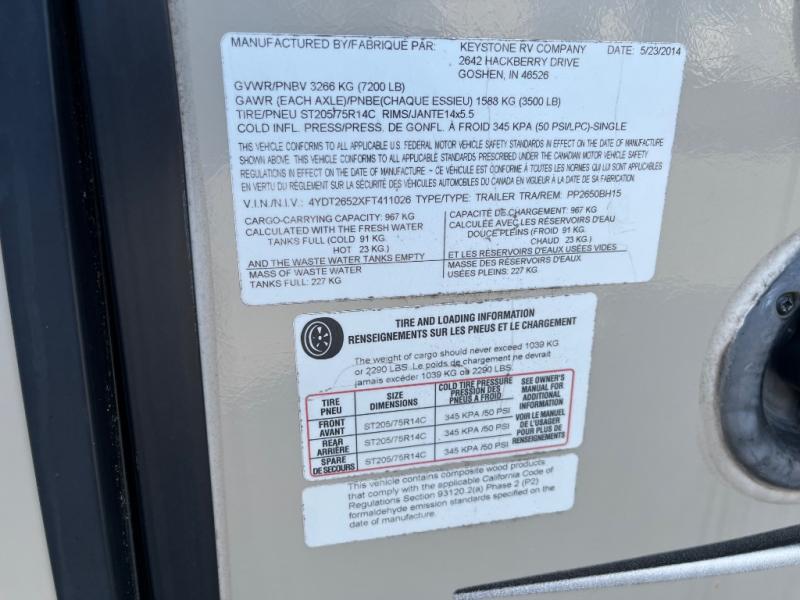 MANUFACTURED BY/FABRIQUÉ PAR: KEYSTONE RV COMPANY DATE: 5/23/2014
2642 HACKBERRY DRIVE
GOSHEN, IN 46526
GVWR/PNBV 3266 KG (7200 LB)
GAWR (EACH AXLE)/PNBE(CHAQUE ESSIEU) 1588 KG (3500 LB)
TIRE/PNEU ST205/75R14C RIMS/JANTE14x5.5
COLD INFL. PRESS/PRESS. DE GONFL. À FROID 345 KPA (50 PSI/LPC)-SINGLE
THIS VEHICLE CONFORMS TO ALL APPLICABLE U.S. FEDERAL MOTOR VEHICLE SAFETY STANDARDS IN EFFECT ON THE DATE OF MANUFACTURE
SHOWN ABOVE. THIS VEHICLE CONFORMS TO ALL APPLICABLE STANDARDS PRESCRIBED UNDER THE CANADIAN MOTOR VEHICLE SAFETY
REGULATIONS IN EFFECT ON THE DATE OF MANUFACTURE. ~ CE VÉHICULE EST CONFORME À TOUTES LES NORMES QUI LUI SONT APPLICABLES
EN VERTU DU RÈGLEMENT SUR LA SÉCURITÉ DES VÉHICULES AUTOMOBILES DU CANADA EN VIGUEUR À LA DATE DE SA FABRICATION.
V.I.N./N.I.V.: 4YDT2652XFT411026 TYPE/TYPE: TRAILER TRA/REM: PP2650BH15
CARGO-CARRYING CAPACITY: 967 KG
CALCULATED WITH THE FRESH WATER
TANKS FULL (COLD 91 KG.
HOT 23 KG.)
AND THE WASTE WATER TANKS EMPTY
MASS OF WASTE WATER
TANKS FULL: 227 KG
CAPACITÉ DE CHARGEMENT: 967 KG
CALCULÉE AVEC LES RÉSERVOIRS D'EAU
DOUCE PLEINS (FROID 91 KG.
CHAUD 23 KG.)
ET LES RÉSERVOIRS D'EAUX USÉES VIDES
MASSE DES RÉSERVOIRS D'EAUX
USÉES PLEINS: 227 KG.
TIRE AND LOADING INFORMATION
RENSEIGNEMENTS SUR LES PNEUS ET LE CHARGEMENT
The weight of cargo should never exceed 1039 KG
or 2290 LBS. Le poids de chargement ne devrait
jamais excéder 1039 KG ou 2290 LBS.
TIRE
PNEU
SIZE
DIMENSIONS
COLD TIRE PRESSURE
PRESSION DES
PNEUS A FROID
SEE OWNER'S
MANUAL FOR
ADDITIONAL
INFORMATION
VOIR LE MANUEL
DE L'USAGER
POUR PLUS DE
RENSEIGNEMENTS
FRONT
AVANT
ST205/75R14C
345 KPA /50 PSI
REAR
ARRIÈRE
ST205/75R14C
345 KPA /50 PSI
SPARE
DE SECOURS
ST205/75R14C
345 KPA /50 PSI
This vehicle contains composite wood products
that comply with the applicable California Code of
Regulations Section 93120.2(a) Phase 2 (P2)
formaldehyde emission standards specified on the
date of manufacture.